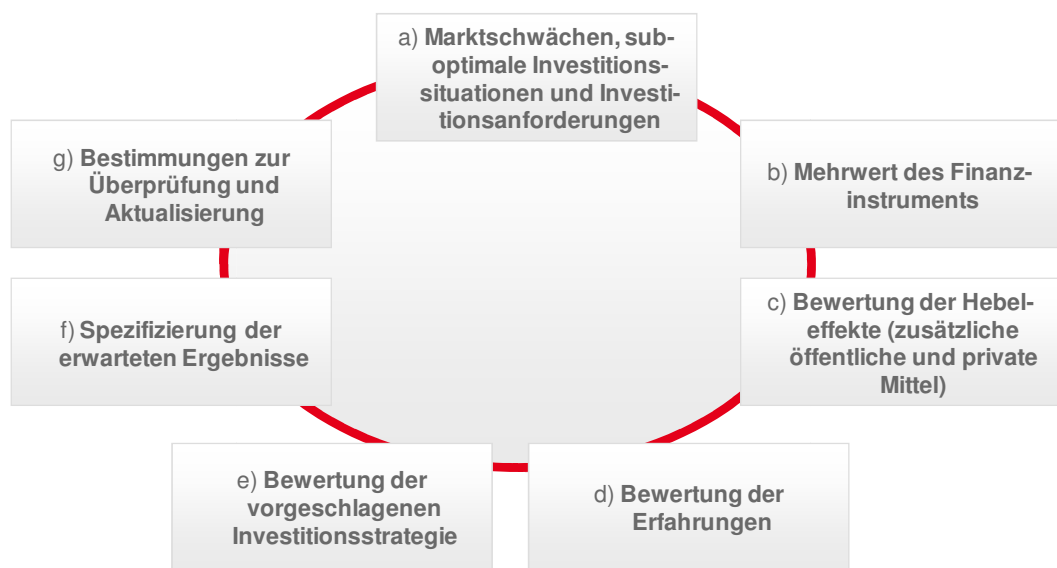 a) Marktschwächen, sub-
optimale Investitions-
situationen und Investi-
tionsanforderungen
b) Mehrwert des Finanz-
instruments
c) Bewertung der Hebel-
effekte (zusätzliche
öffentliche und private
Mittel)
d) Bewertung der
Erfahrungen
e) Bewertung der
vorgeschlagenen
Investitionsstrategie
f) Spezifizierung der
erwarteten Ergebnisse
g) Bestimmungen zur
Überprüfung und
Aktualisierung